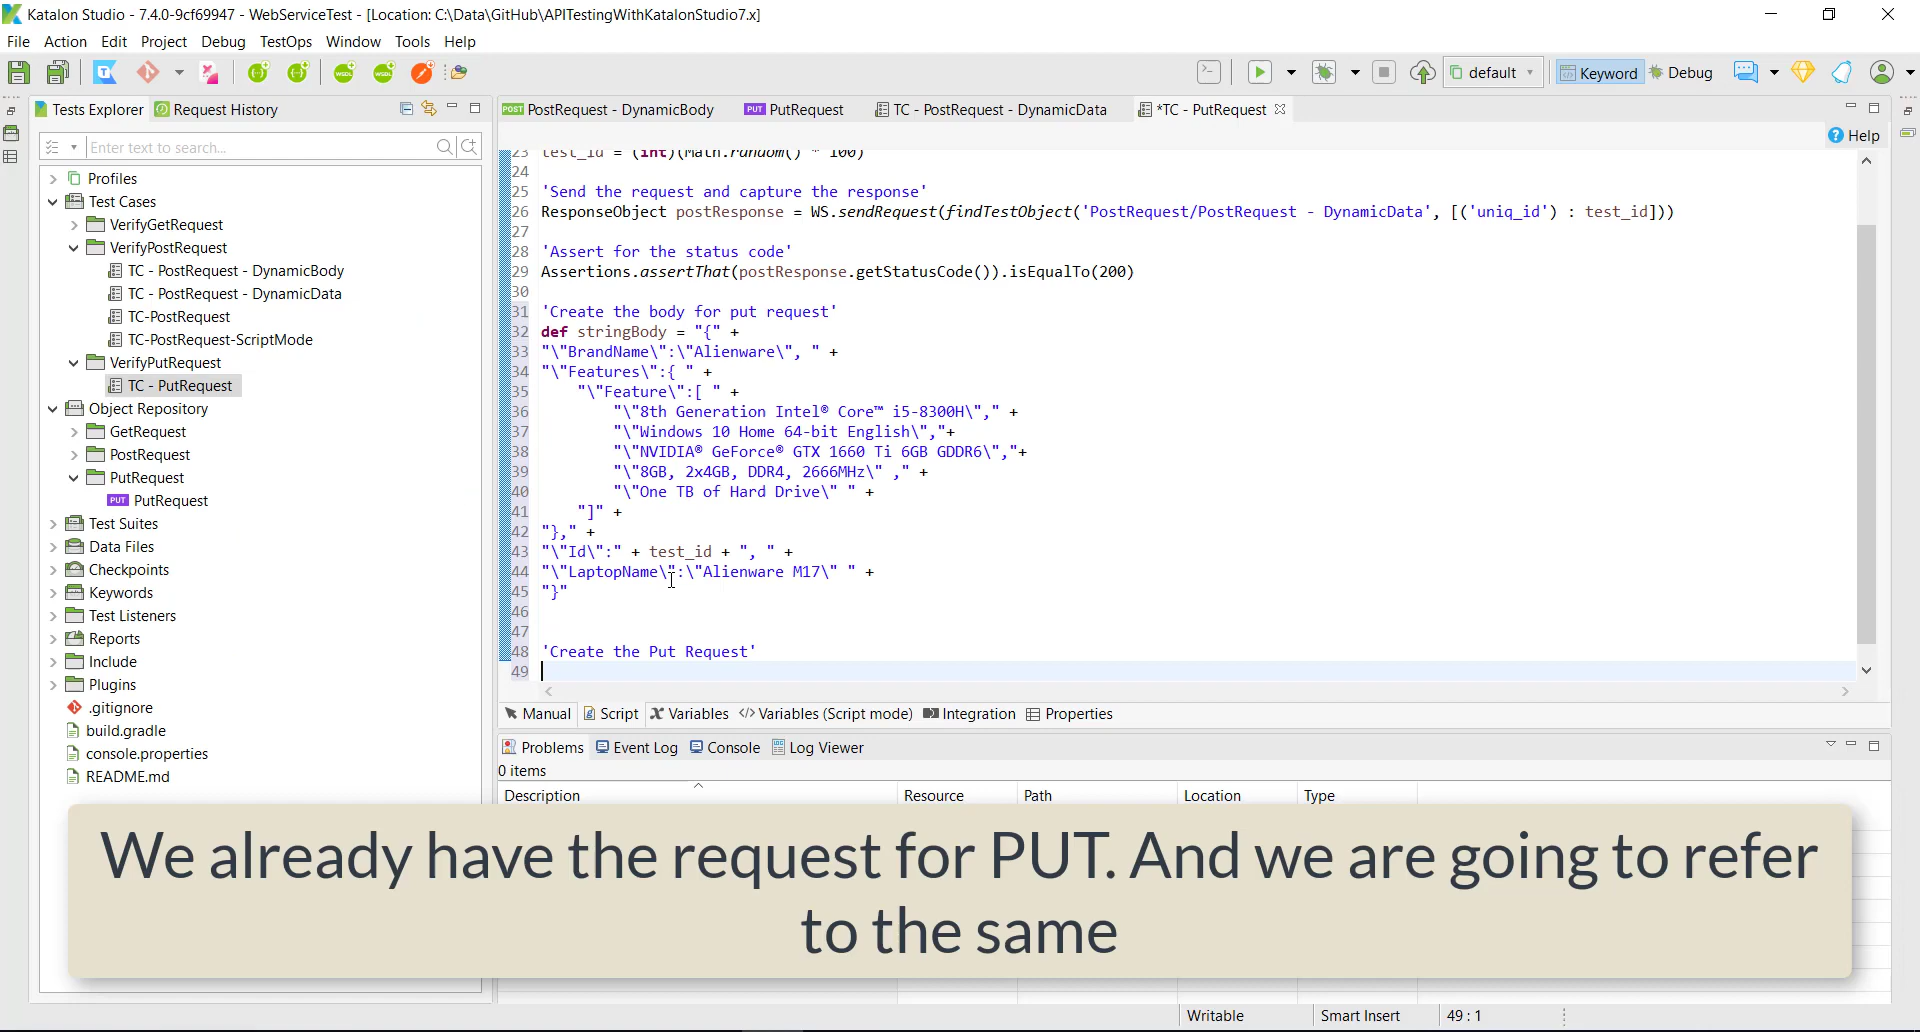 Katalon Studio - 7.4.0-9cf69947 - WebServiceTest - [Location: C:\Data\GitHub\APITestingWithKatalonStudio7.x]
File Action Edit Project Debug TestOps Window Tools Help
default Keyword Debug
Tests Explorer Request History
POST PostRequest - DynamicBody PUT PutRequest TC - PostRequest - DynamicData *TC - PutRequest
Help
Enter text to search...
Profiles
Test Cases
VerifyGetRequest
VerifyPostRequest
TC - PostRequest - DynamicBody
TC - PostRequest - DynamicData
TC-PostRequest
TC-PostRequest-ScriptMode
VerifyPutRequest
TC - PutRequest
Object Repository
GetRequest
PostRequest
PutRequest
PUT PutRequest
Test Suites
Data Files
Checkpoints
Keywords
Test Listeners
Reports
Include
Plugins
.gitignore
build.gradle
console.properties
README.md
23 test_id = (int)(Math.random() * 100)
24
25 'Send the request and capture the response'
26 ResponseObject postResponse = WS.sendRequest(findTestObject('PostRequest/PostRequest - DynamicData', [('uniq_id') : test_id]))
27
28 'Assert for the status code'
29 Assertions.assertThat(postResponse.getStatusCode()).isEqualTo(200)
30
31 'Create the body for put request'
32 def stringBody = "{" +
33 "\"BrandName\":\"Alienware\", " +
34 "\"Features\":{ " +
35 "\"Feature\":[ " +
36 "\"8th Generation Intel® Core™ i5-8300H\"," +
37 "\"Windows 10 Home 64-bit English\","+
38 "\"NVIDIA® GeForce® GTX 1660 Ti 6GB GDDR6\","+
39 "\"8GB, 2x4GB, DDR4, 2666MHz\" ," +
40 "\"One TB of Hard Drive\" " +
41 "]" +
42 "}," +
43 "\"Id\":" + test_id + ", " +
44 "\"LaptopName\":\"Alienware M17\" " +
45 "}"
46
47
48 'Create the Put Request'
49
Manual Script Variables Variables (Script mode) Integration Properties
Problems Event Log Console Log Viewer
0 items
Description Resource Path Location Type
We already have the request for PUT. And we are going to refer
to the same
Writable Smart Insert 49 : 1